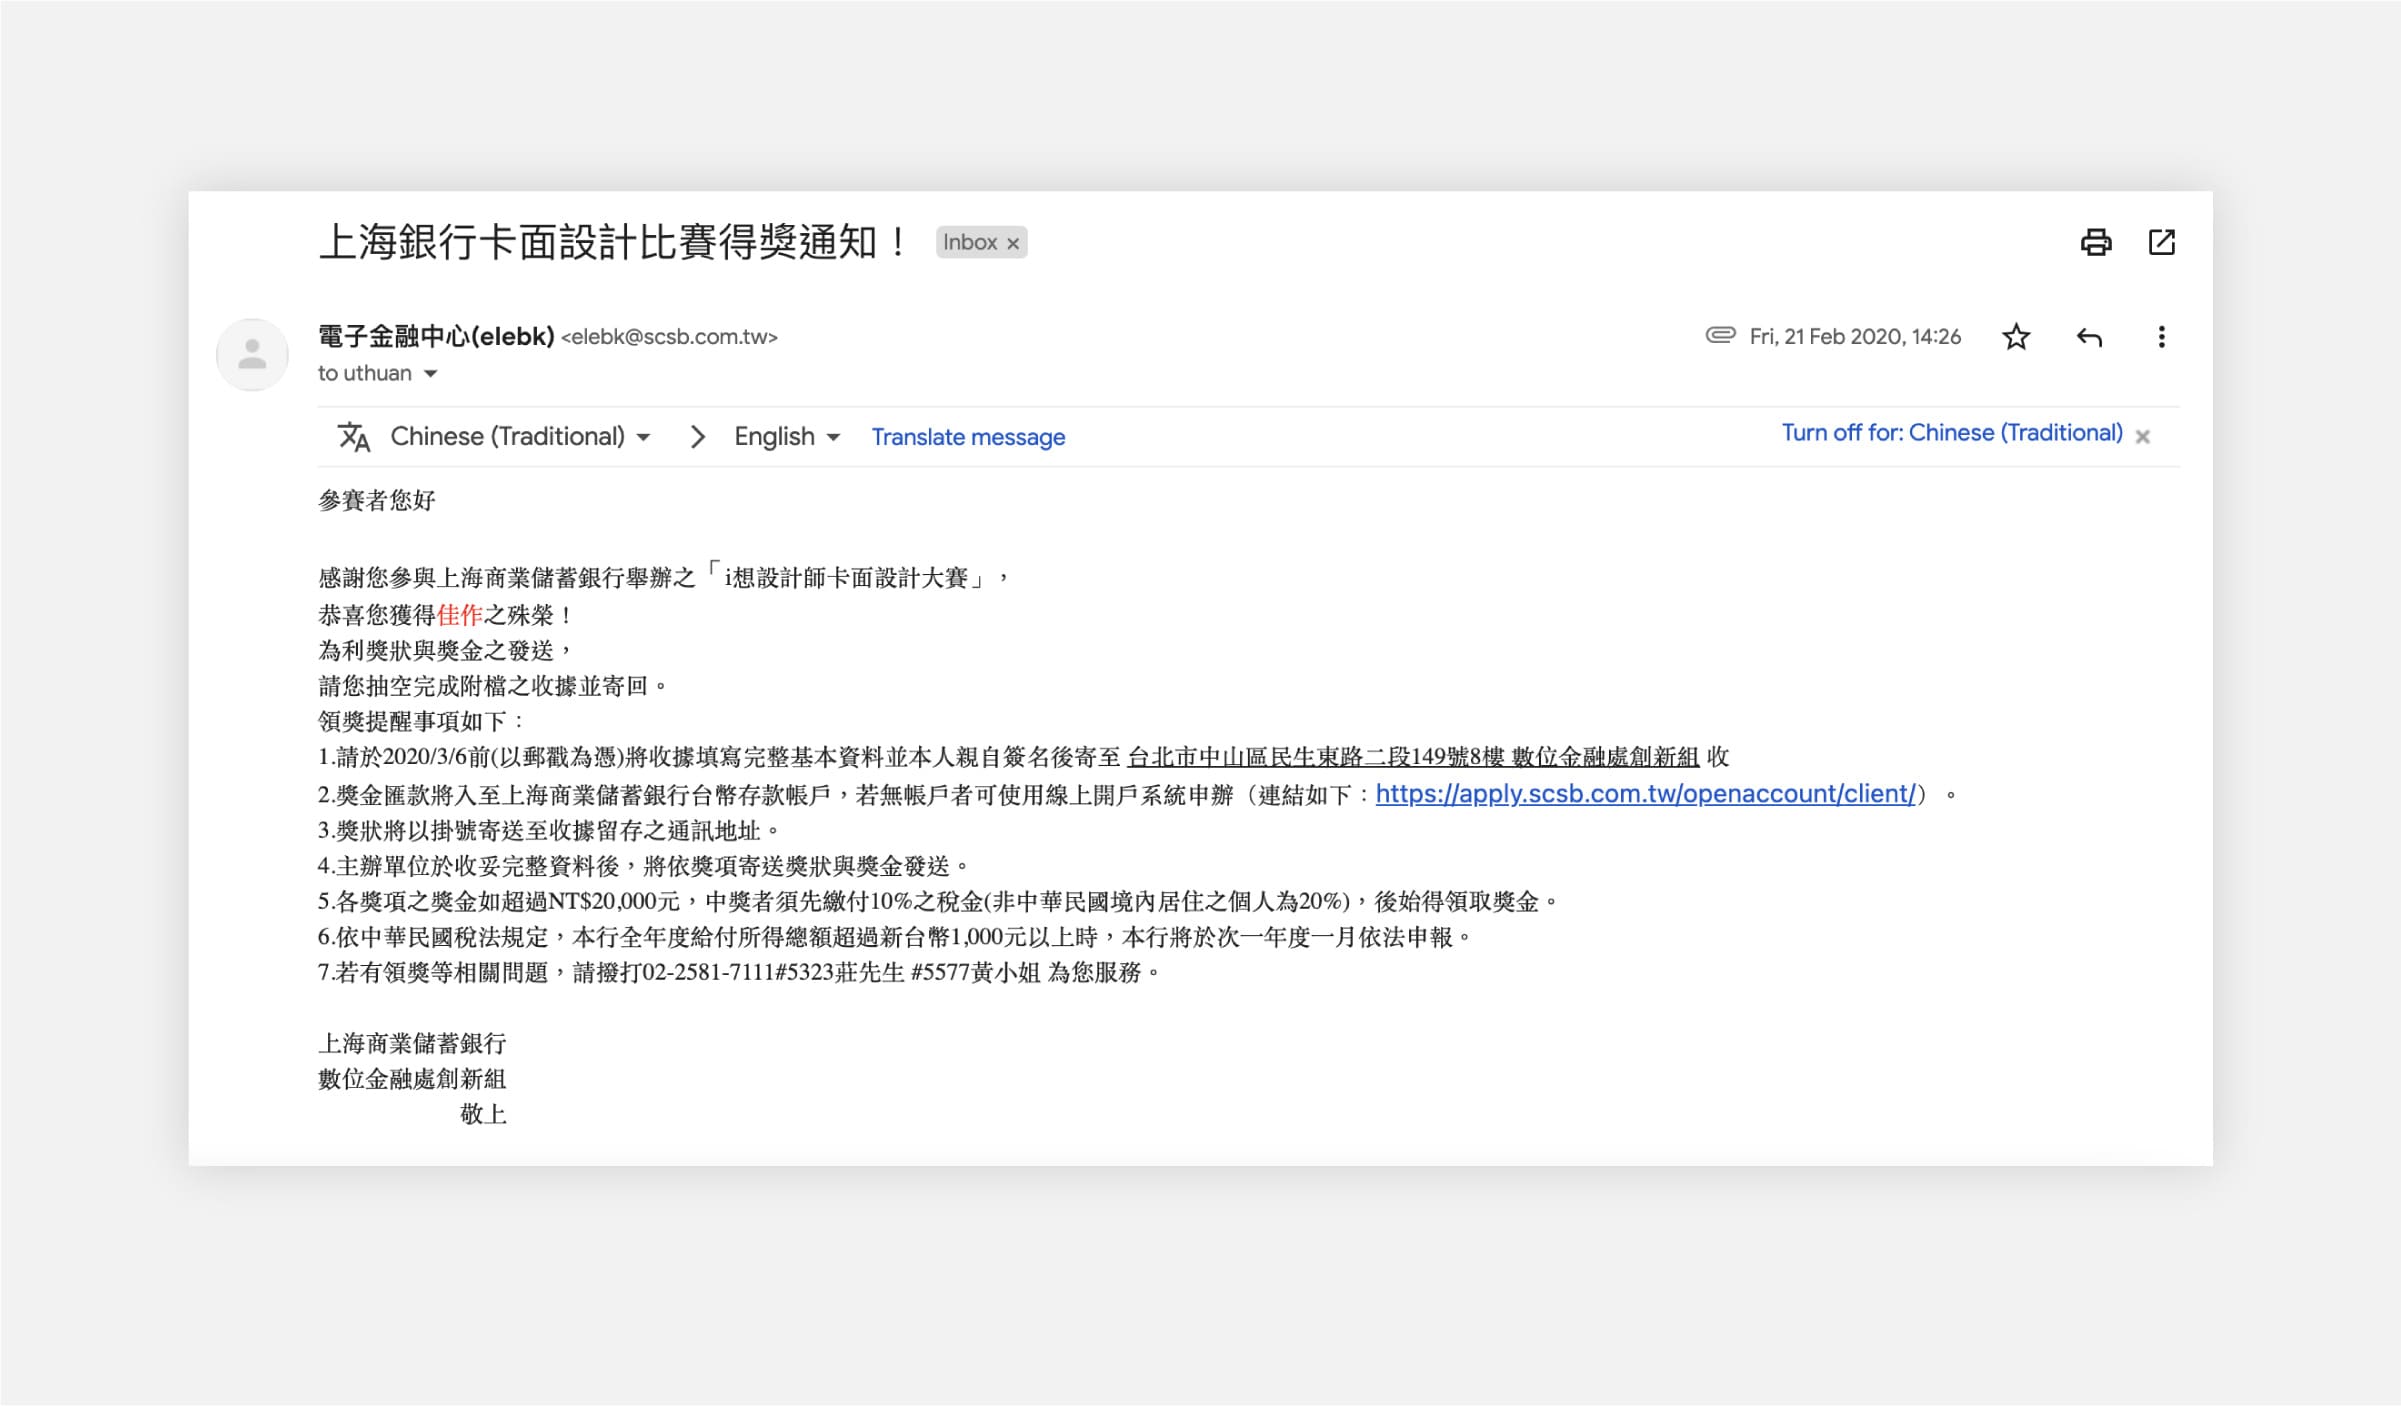 上海銀行卡面設計比賽得獎通知！ Inbox ×
電子金融中心(elebk) <elebk@scsb.com.tw> Fri, 21 Feb 2020, 14:26
to uthuan
Chinese (Traditional) > English Translate message Turn off for: Chinese (Traditional) ×
參賽者您好
感謝您參與上海商業儲蓄銀行舉辦之「i想設計師卡面設計大賽」，
恭喜您獲得佳作之殊榮！
為利獎狀與獎金之發送，
請您抽空完成附檔之收據並寄回。
領獎提醒事項如下：
1.請於2020/3/6前(以郵戳為憑)將收據填寫完整基本資料並本人親自簽名後寄至 台北市中山區民生東路二段149號8樓 數位金融處創新組 收
2.獎金匯款將入至上海商業儲蓄銀行台幣存款帳戶，若無帳戶者可使用線上開戶系統申辦（連結如下：https://apply.scsb.com.tw/openaccount/client/）。
3.獎狀將以掛號寄送至收據留存之通訊地址。
4.主辦單位於收妥完整資料後，將依獎項寄送獎狀與獎金發送。
5.各獎項之獎金如超過NT$20,000元，中獎者須先繳付10%之稅金(非中華民國境內居住之個人為20%)，後始得領取獎金。
6.依中華民國稅法規定，本行全年度給付所得總額超過新台幣1,000元以上時，本行將於次一年度一月依法申報。
7.若有領獎等相關問題，請撥打02-2581-7111#5323莊先生 #5577黃小姐 為您服務。
上海商業儲蓄銀行
數位金融處創新組
敬上